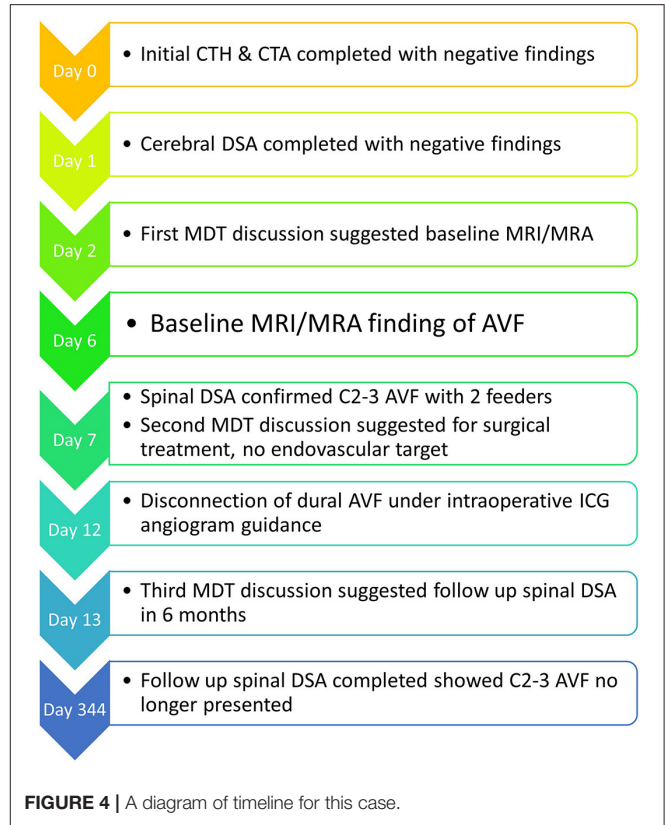 Day 0
• Initial CTH & CTA completed with negative findings
Day 1
• Cerebral DSA completed with negative findings
Day 2
• First MDT discussion suggested baseline MRI/MRA
Day 6
• Baseline MRI/MRA finding of AVF
Day 7
• Spinal DSA confirmed C2-3 AVF with 2 feeders
• Second MDT discussion suggested for surgical
treatment, no endovascular target
Day 12
• Disconnection of dural AVF under intraoperative ICG
angiogram guidance
Day 13
• Third MDT discussion suggested follow up spinal DSA
in 6 months
Day 344
• Follow up spinal DSA completed showed C2-3 AVF no
longer presented
FIGURE 4 | A diagram of timeline for this case.